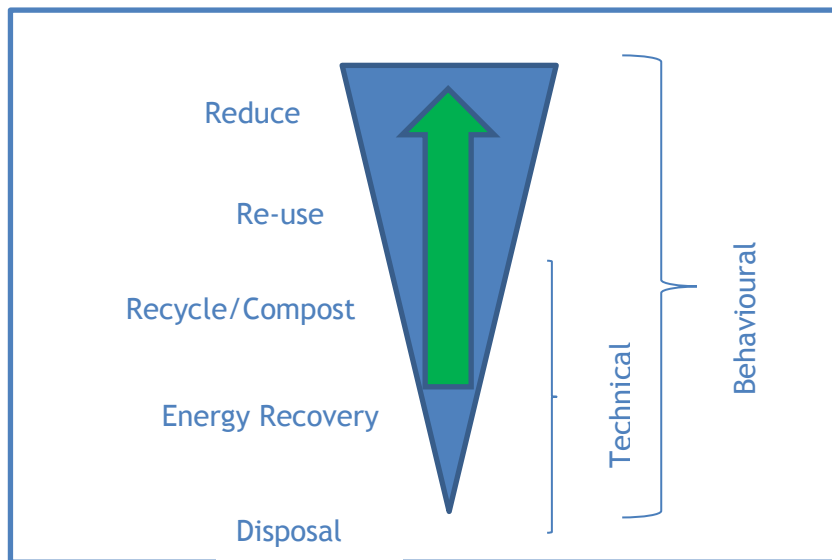 Reduce
Re-use
Recycle/Compost
Energy Recovery
Disposal
Technical
Behavioural